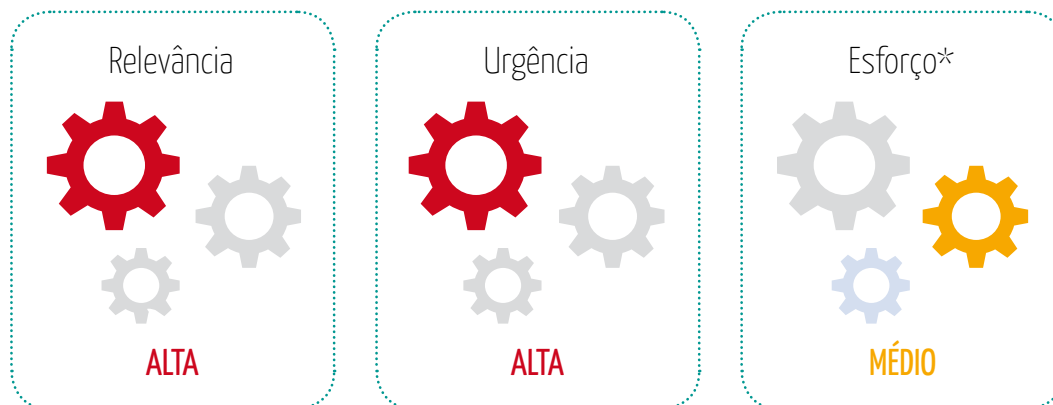 Relevância
Urgência
Esforço*
ALTA
ALTA
MÉDIO